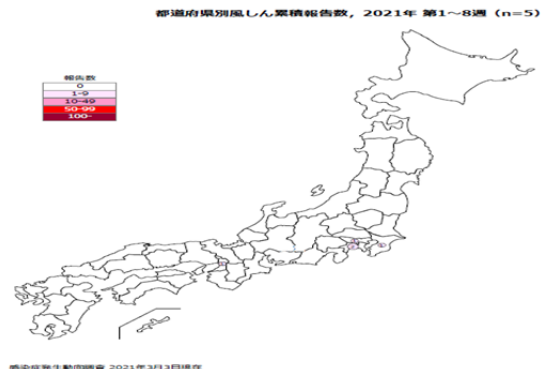 都道府県別風しん累積報告数，2021年 第1～8週（n=5）
報告数
0
1-9
10-49
50-99
100-
感染症発生動向調査 2021年3月3日現在